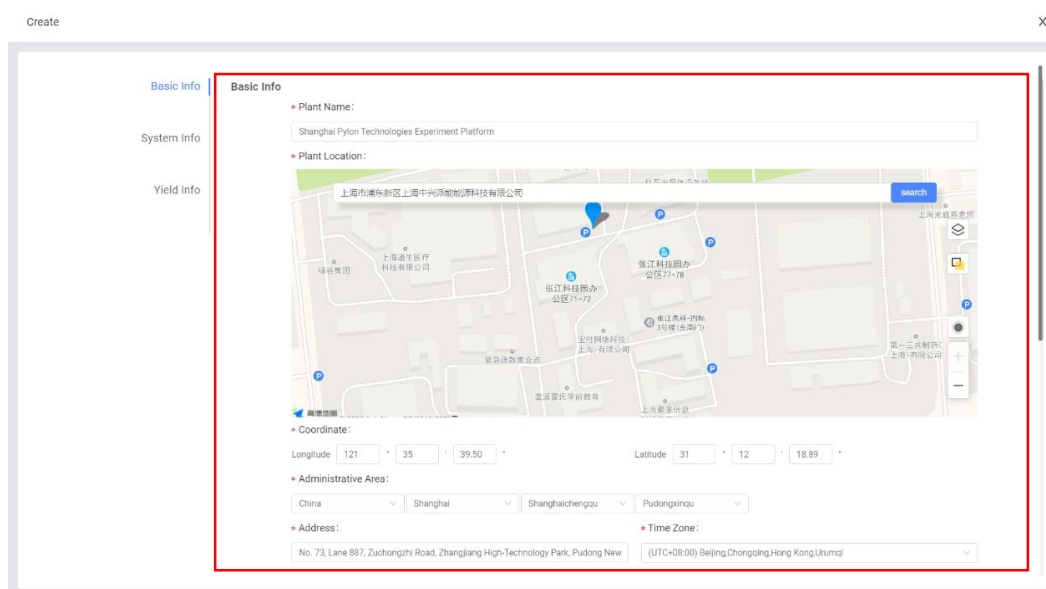 Create
X
Basic Info
System Info
Yield Info
Basic Info
* Plant Name:
Shanghai Pylon Technologies Experiment Platform
* Plant Location:
上海市浦东新区上海中兴派能能源科技有限公司
search
上海道生医疗
科技有限公司
绿谷集团
张江科技园办
公区77-78
张江科技园办
公区71-72
张江高科-四标
3号楼(东南门)
宝付网络科技(
上海)有限公司
紧急疏散集合点
第一三共制药(
上海)有限公司
高德地图
* Coordinate:
Longitude 121 ° 35 ' 39.50 "
Latitude 31 ° 12 ' 18.89 "
* Administrative Area:
China Shanghai Shanghaichengqu Pudongxinqu
* Address:
* Time Zone:
No. 73, Lane 887, Zuchongzhi Road, Zhangjiang High-Technology Park, Pudong New
(UTC+08:00) Beijing,Chongqing,Hong Kong,Urumqi